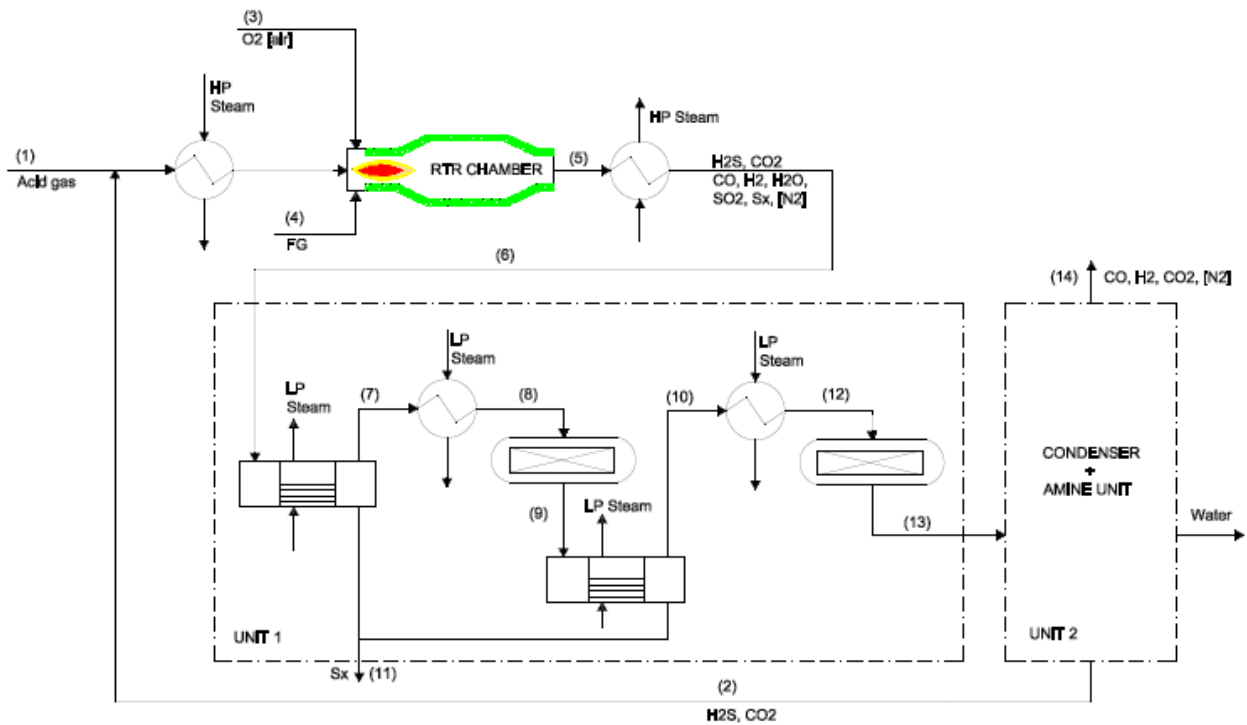 (3)
O2 [air]
HP
Steam
HP Steam
(1)
Acid gas
RTR CHAMBER
(5)
H2S, CO2
CO, H2, H2O,
SO2, Sx, [N2]
(4)
FG
(6)
(14)
CO, H2, CO2, [N2]
LP
Steam
LP
Steam
LP
Steam
(7)
(8)
(10)
(12)
CONDENSER
+
AMINE UNIT
(9)
LP Steam
(13)
Water
UNIT 1
UNIT 2
Sx
(11)
(2)
H2S, CO2